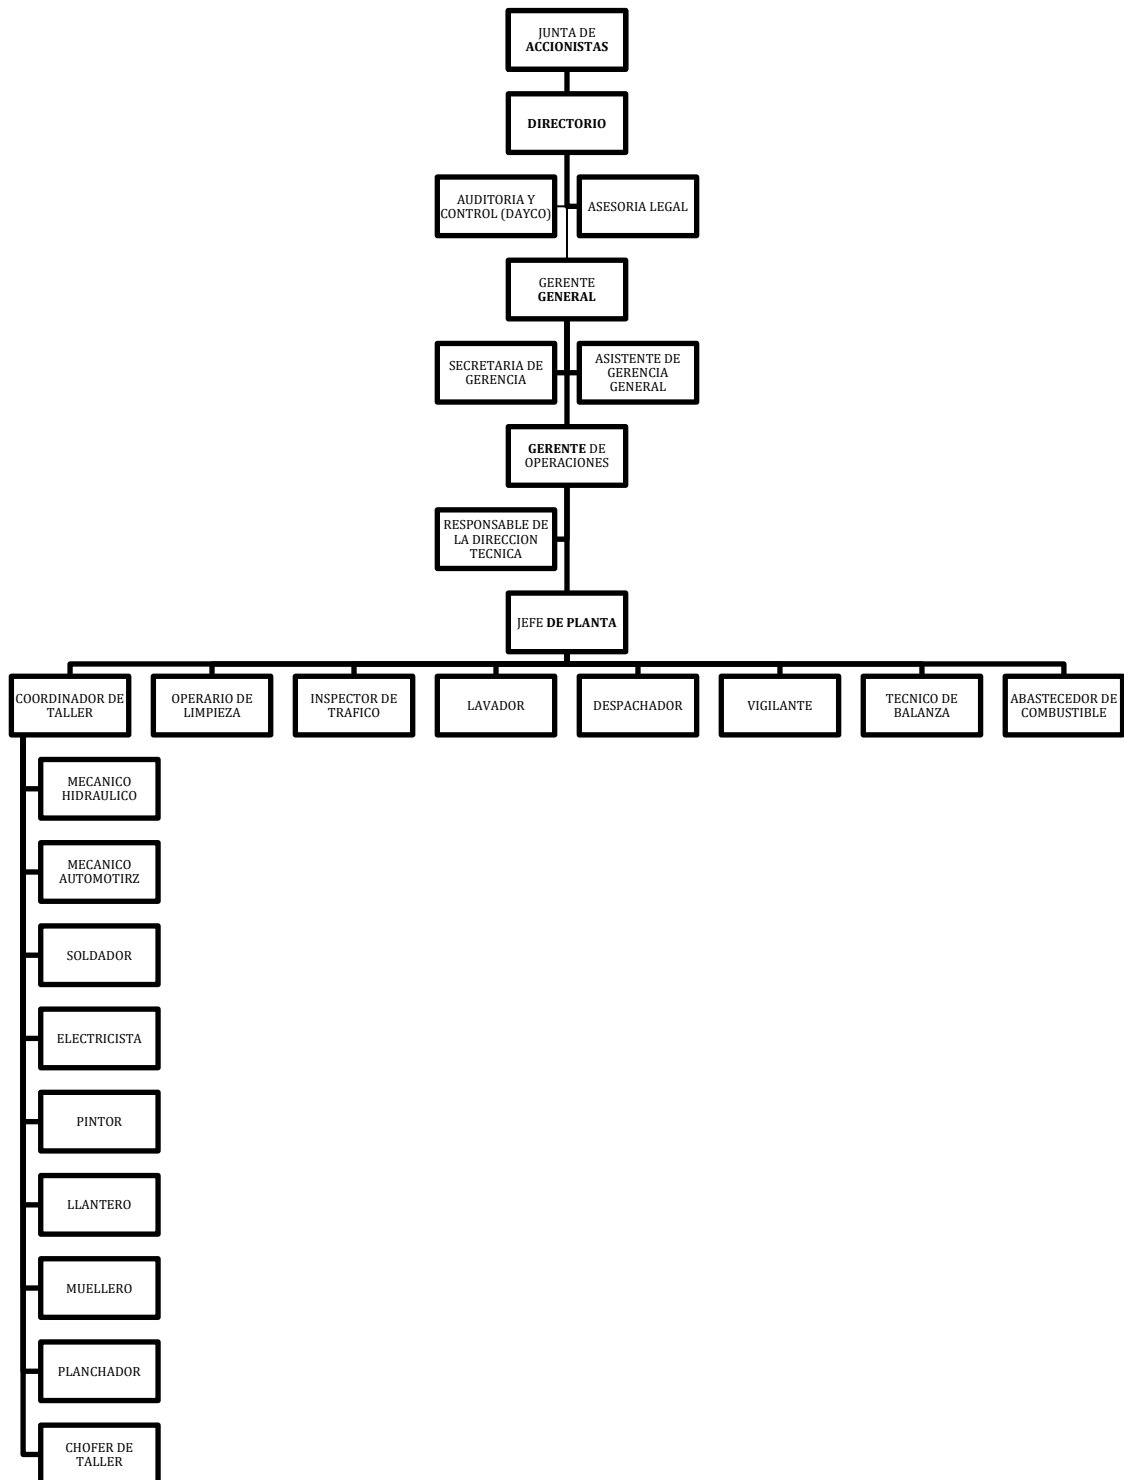 JUNTA DE
ACCIONISTAS
DIRECTORIO
AUDITORIA Y
CONTROL (DAYCO)
ASESORIA LEGAL
GERENTE
GENERAL
SECRETARIA DE
GERENCIA
ASISTENTE DE
GERENCIA
GENERAL
GERENTE DE
OPERACIONES
RESPONSABLE DE
LA DIRECCION
TECNICA
JEFE DE PLANTA
COORDINADOR DE
TALLER
OPERARIO DE
LIMPIEZA
INSPECTOR DE
TRAFICO
LAVADOR
DESPACHADOR
VIGILANTE
TECNICO DE
BALANZA
ABASTECEDOR DE
COMBUSTIBLE
MECANICO
HIDRAULICO
MECANICO
AUTOMOTIRZ
SOLDADOR
ELECTRICISTA
PINTOR
LLANTERO
MUELLERO
PLANCHADOR
CHOFER DE
TALLER